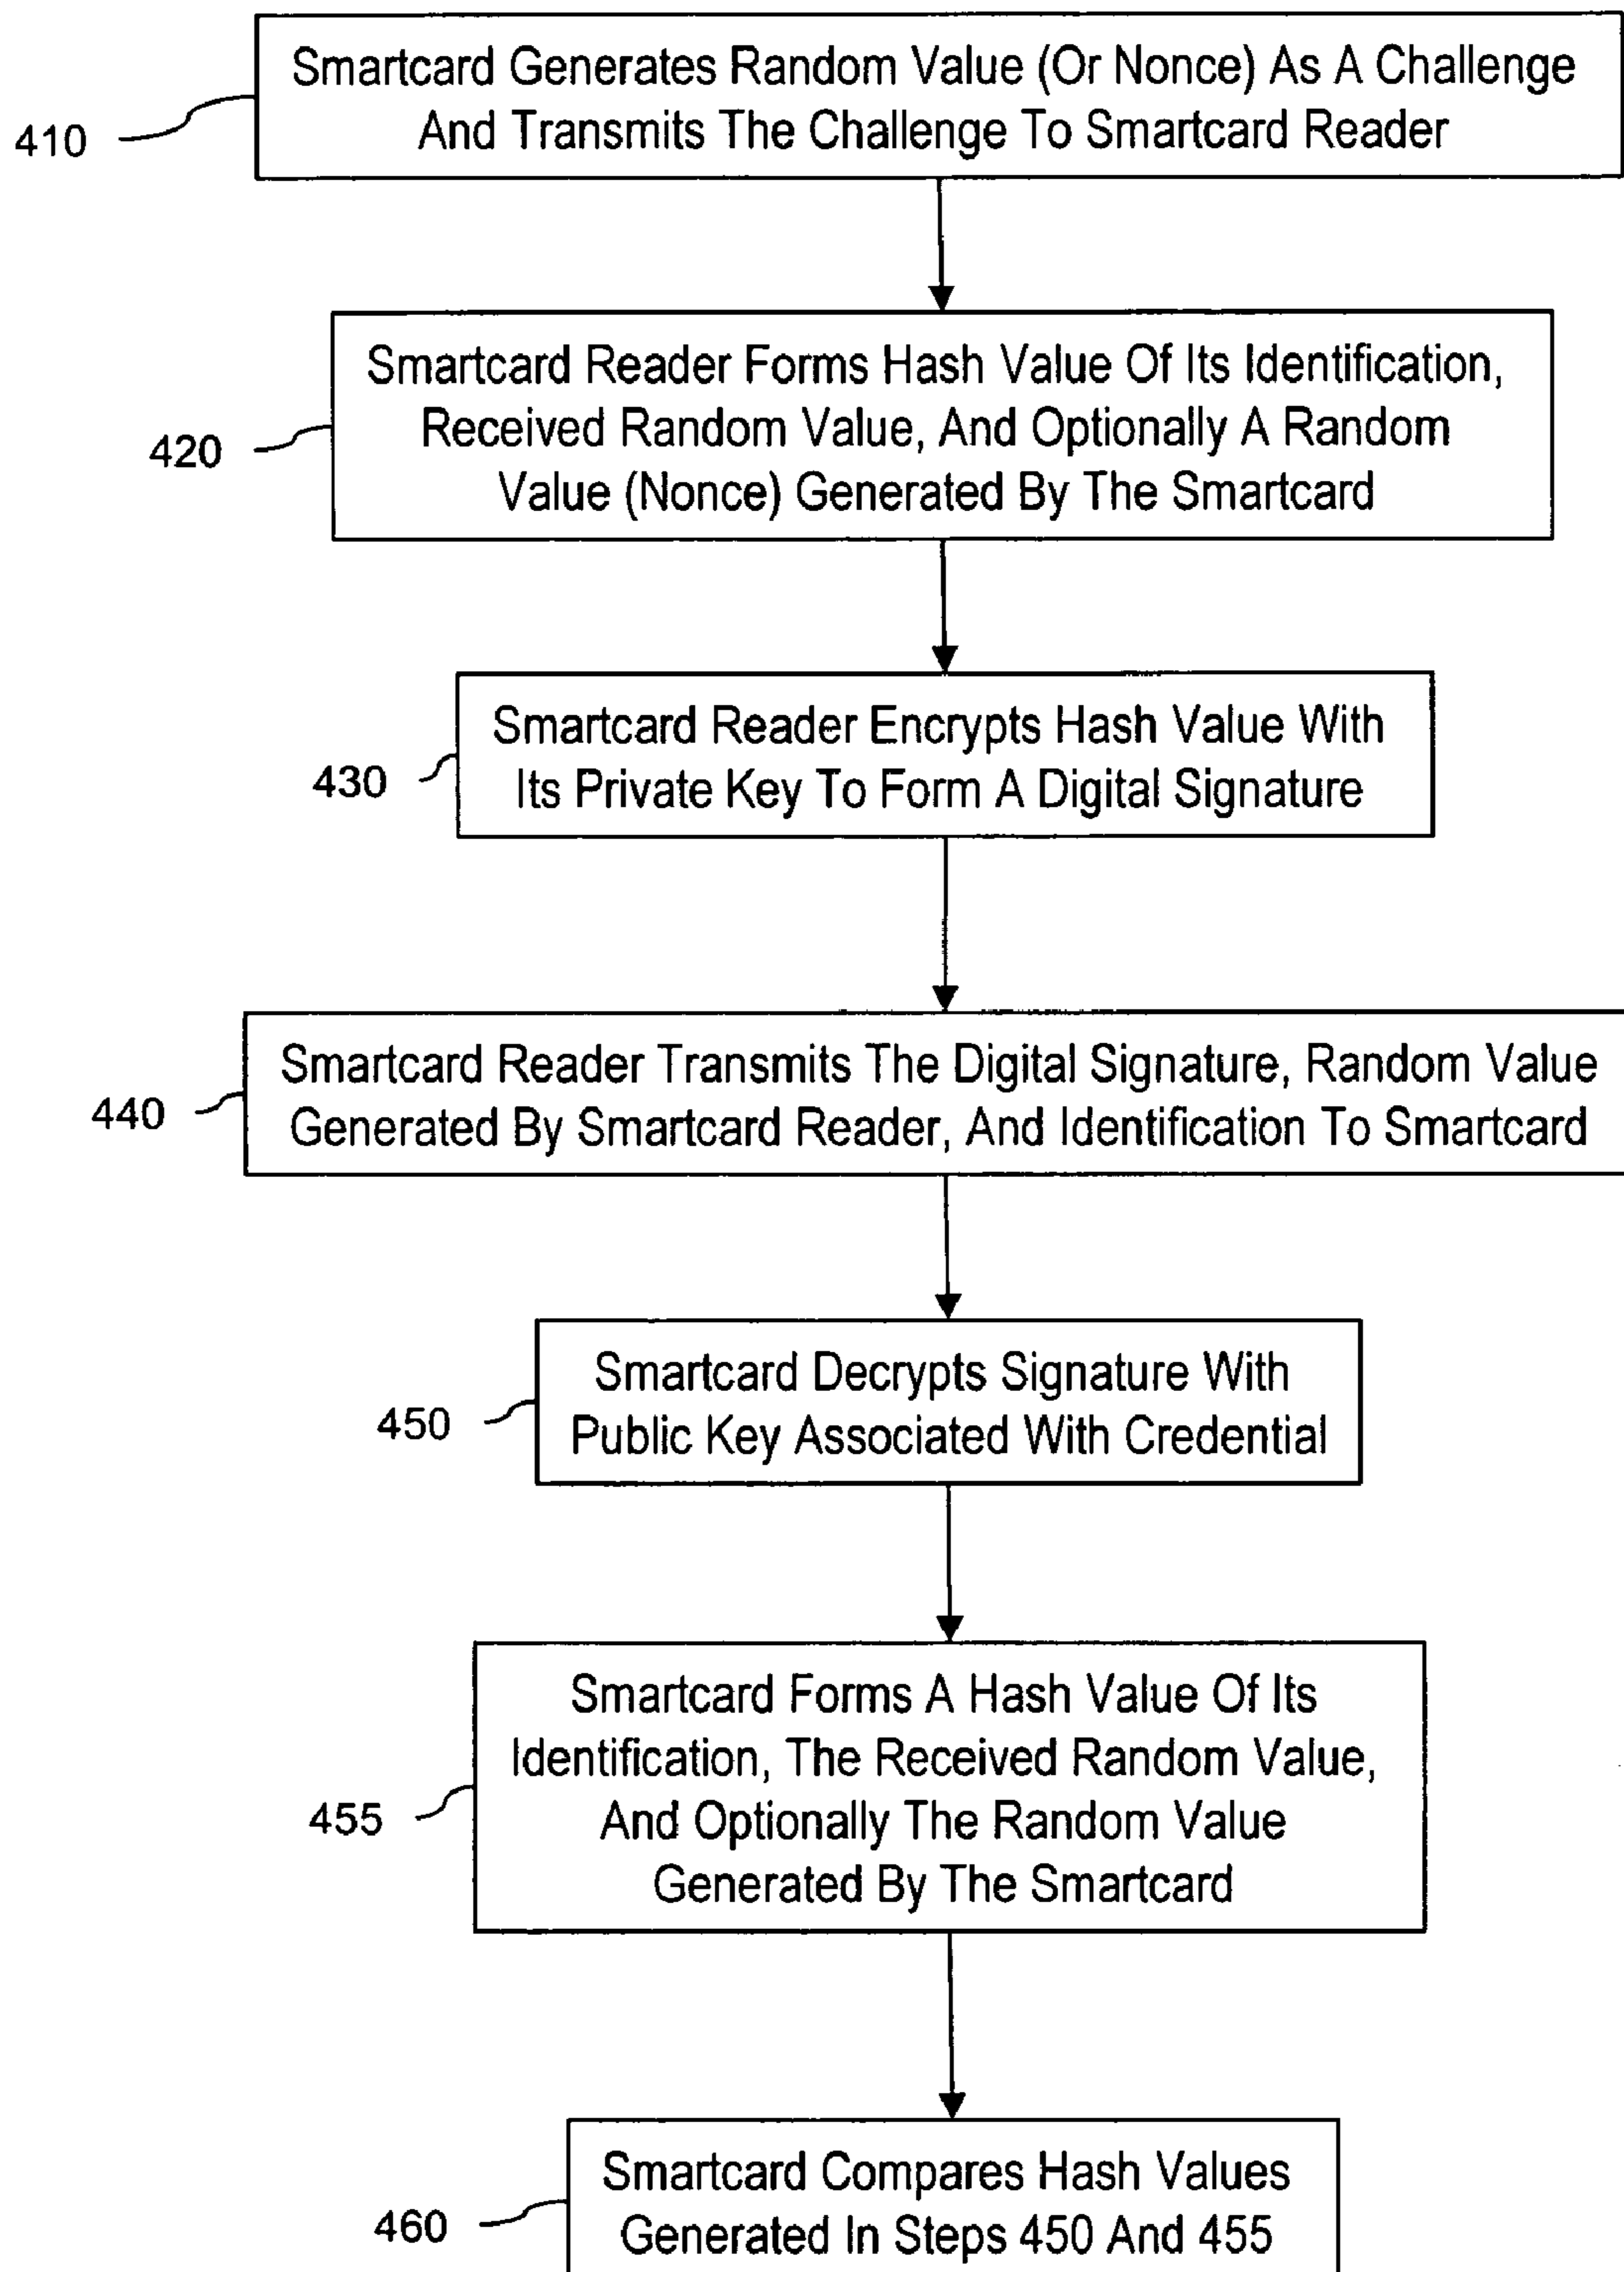 Smartcard Generates Random Value (Or Nonce) As A Challenge
And Transmits The Challenge To Smartcard Reader
410
Smartcard Reader Forms Hash Value Of Its Identification,
Received Random Value, And Optionally A Random
Value (Nonce) Generated By The Smartcard
420
Smartcard Reader Encrypts Hash Value With
Its Private Key To Form A Digital Signature
430
Smartcard Reader Transmits The Digital Signature, Random Value
Generated By Smartcard Reader, And Identification To Smartcard
440
Smartcard Decrypts Signature With
Public Key Associated With Credential
450
Smartcard Forms A Hash Value Of Its
Identification, The Received Random Value,
And Optionally The Random Value
Generated By The Smartcard
455
Smartcard Compares Hash Values
Generated In Steps 450 And 455
460